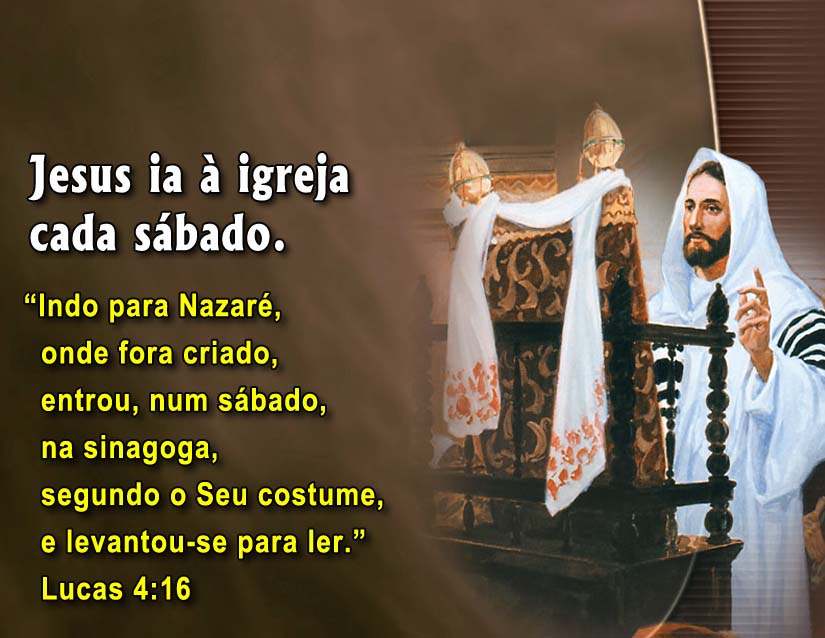 Jesus ia à igreja
cada sábado.
“Indo para Nazaré,
onde fora criado,
entrou, num sábado,
na sinagoga,
segundo o Seu costume,
e levantou-se para ler.”
Lucas 4:16